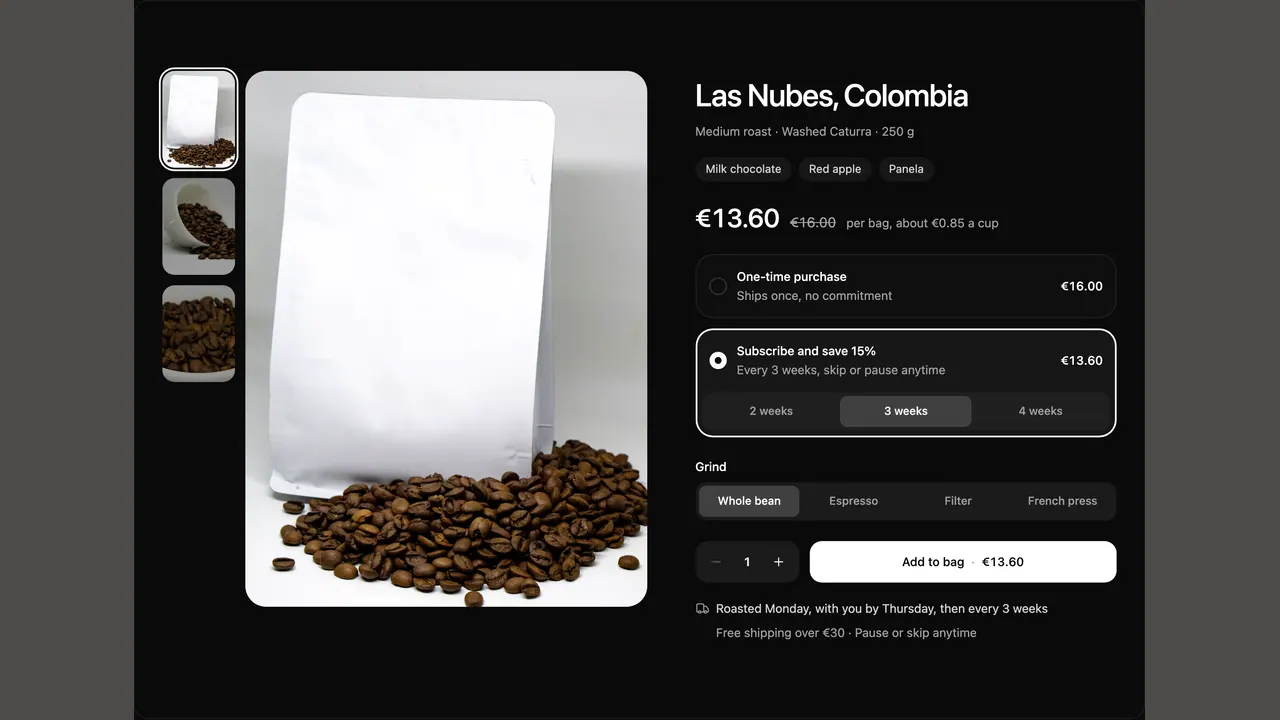 Las Nubes, Colombia
Medium roast · Washed Caturra · 250 g
Milk chocolate Red apple Panela
€13.60 €16.00 per bag, about €0.85 a cup
One-time purchase
Ships once, no commitment
€16.00
Subscribe and save 15%
Every 3 weeks, skip or pause anytime
€13.60
2 weeks 3 weeks 4 weeks
Grind
Whole bean Espresso Filter French press
1
Add to bag · €13.60
Roasted Monday, with you by Thursday, then every 3 weeks
Free shipping over €30 · Pause or skip anytime